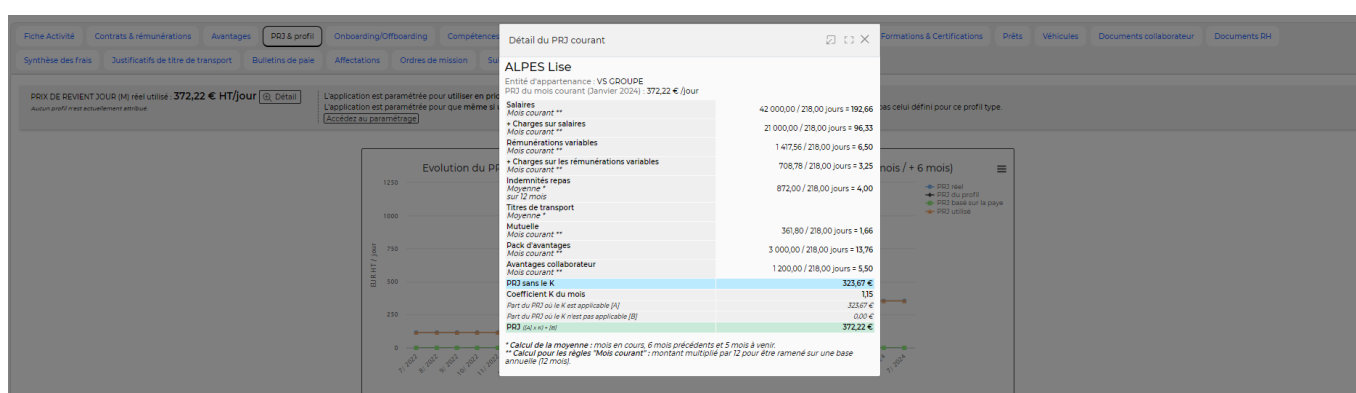 Fiche Activité Contrats & rémunérations Avantages PRJ & profil Onboarding/Offboarding Compétences Formations & Certifications Prêts Véhicules Documents collaborateur Documents RH
Synthèse des frais Justificatifs de titre de transport Bulletins de paie Affectations Ordres de mission
PRIX DE REVIENT JOUR (M) réel utilisé : 372,22 € HT/jour Détail
Aucun profil n'est actuellement attribué
L'application est paramétrée pour utiliser en
L'application est paramétrée pour que même si
pas celui défini pour ce profil type.
Accédez au paramétrage
Détail du PRJ courant
ALPES Lise
Entité d'appartenance : VS GROUPE
PRJ du mois courant (Janvier 2024) : 372,22 € /jour
Salaires
Mois courant **
42 000,00 / 218,00 jours = 192,66
+ Charges sur salaires
Mois courant **
21 000,00 / 218,00 jours = 96,33
Rémunérations variables
Mois courant **
1 417,56 / 218,00 jours = 6,50
+ Charges sur les rémunérations variables
Mois courant **
708,78 / 218,00 jours = 3,25
Indemnités repas
Moyenne *
sur 12 mois
872,00 / 218,00 jours = 4,00
Titres de transport
Moyenne *
Mutuelle
Mois courant **
361,80 / 218,00 jours = 1,66
Pack d'avantages
Mois courant **
3 000,00 / 218,00 jours = 13,76
Avantages collaborateur
Mois courant **
1 200,00 / 218,00 jours = 5,50
PRJ sans le K 323,67 €
Coefficient K du mois 1,15
Part du PRJ où le K est applicable [A] 323,67 €
Part du PRJ où le K n'est pas applicable [B] 0,00 €
PRJ ([A] x K) + [B] 372,22 €
* Calcul de la moyenne : mois en cours, 6 mois précédents et 5 mois à venir.
** Calcul pour les règles "Mois courant" : montant multiplié par 12 pour être ramené sur une base
annuelle (12 mois).
Evolution du
mois / + 6 mois)
PRJ réel
PRJ du profil
PRJ basé sur la paye
PRJ utilisé
EUR HT / jour
1250
1000
750
500
250
0
7/ 2022
8/ 2022
9/ 2022
10/ 2022
11/ 2022
7/ 2024